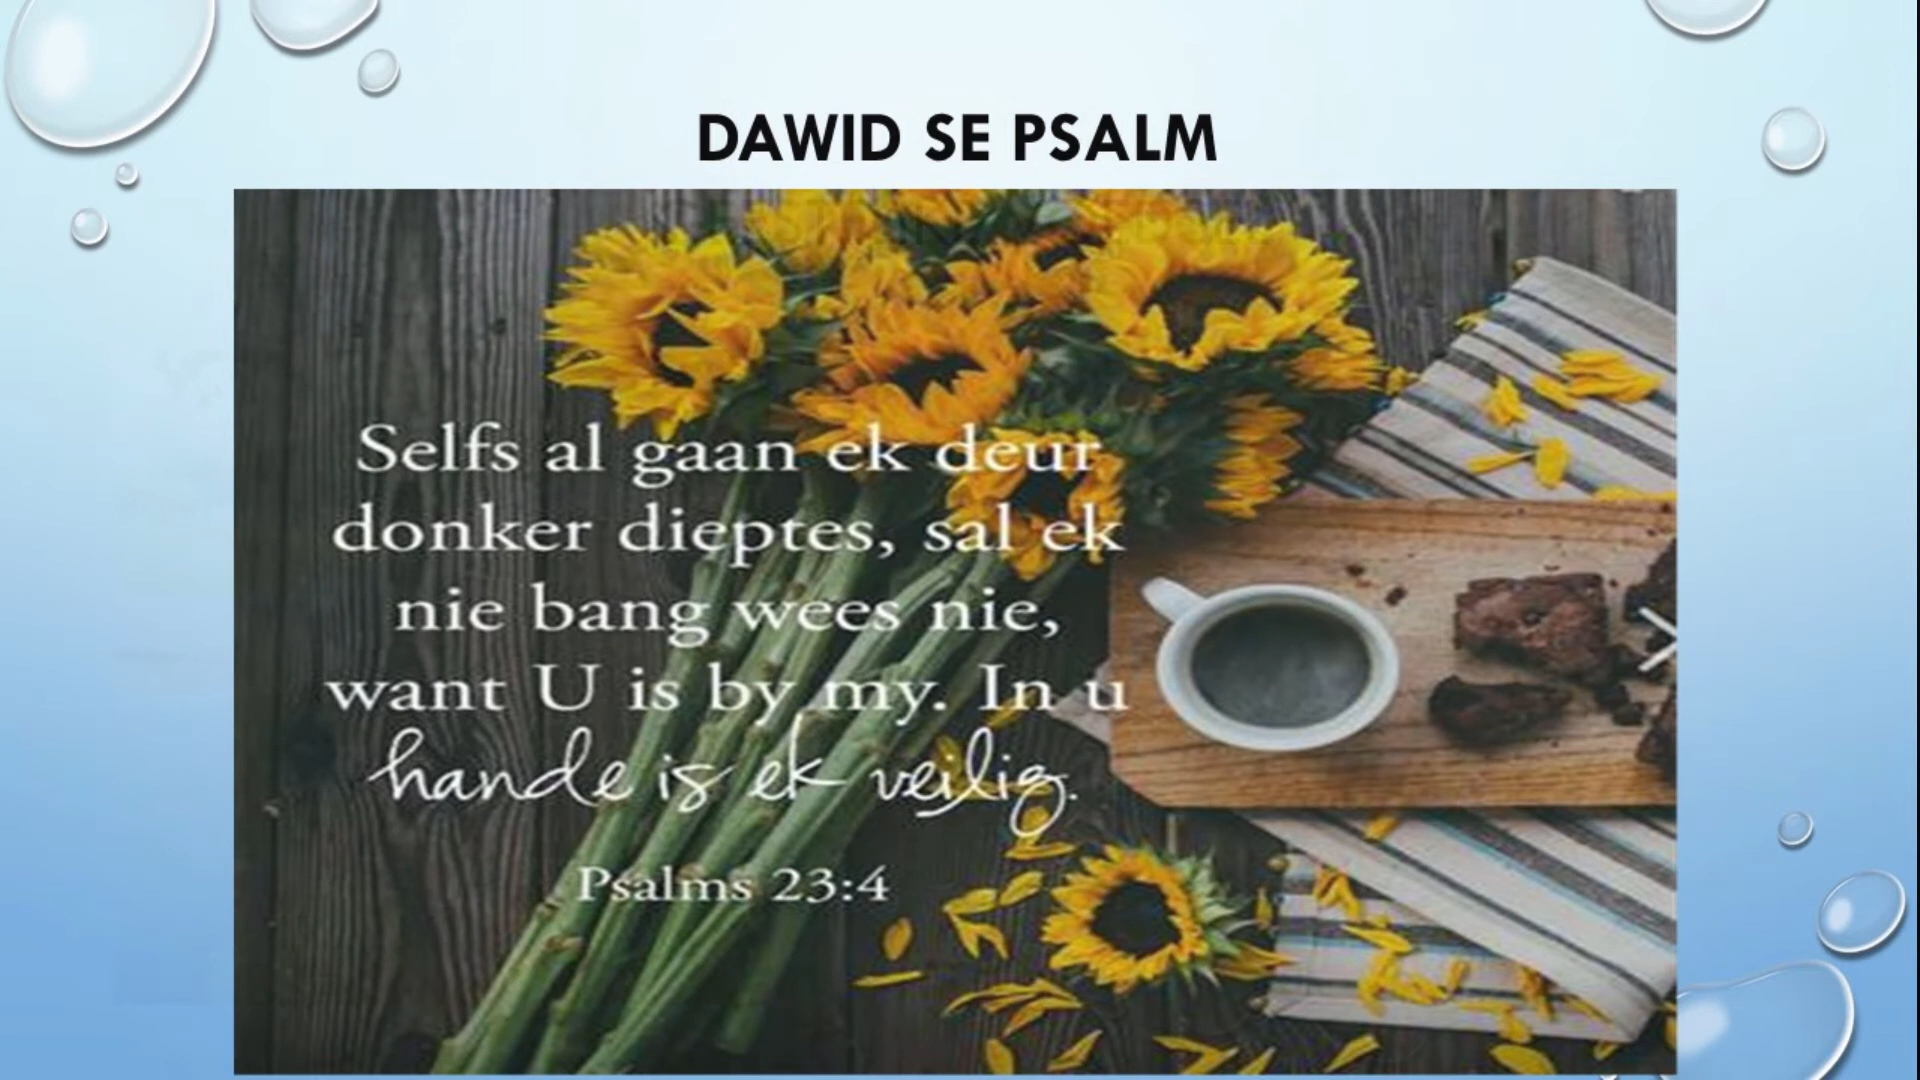 DAWID SE PSALM
Selfs al gaan ek deur
donker dieptes, sal ek
nie bang wees nie,
want U is by my. In u
hande is ek veilig.
Psalms 23:4